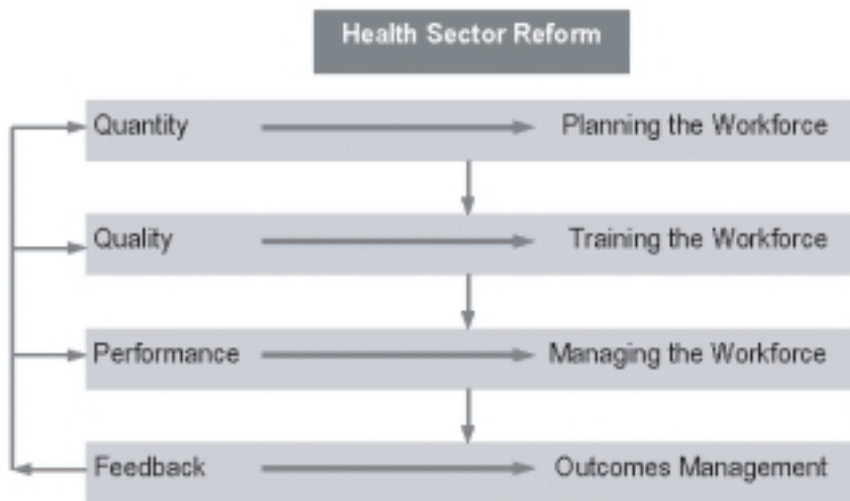 Health Sector Reform
Quantity Planning the Workforce
Quality Training the Workforce
Performance Managing the Workforce
Feedback Outcomes Management